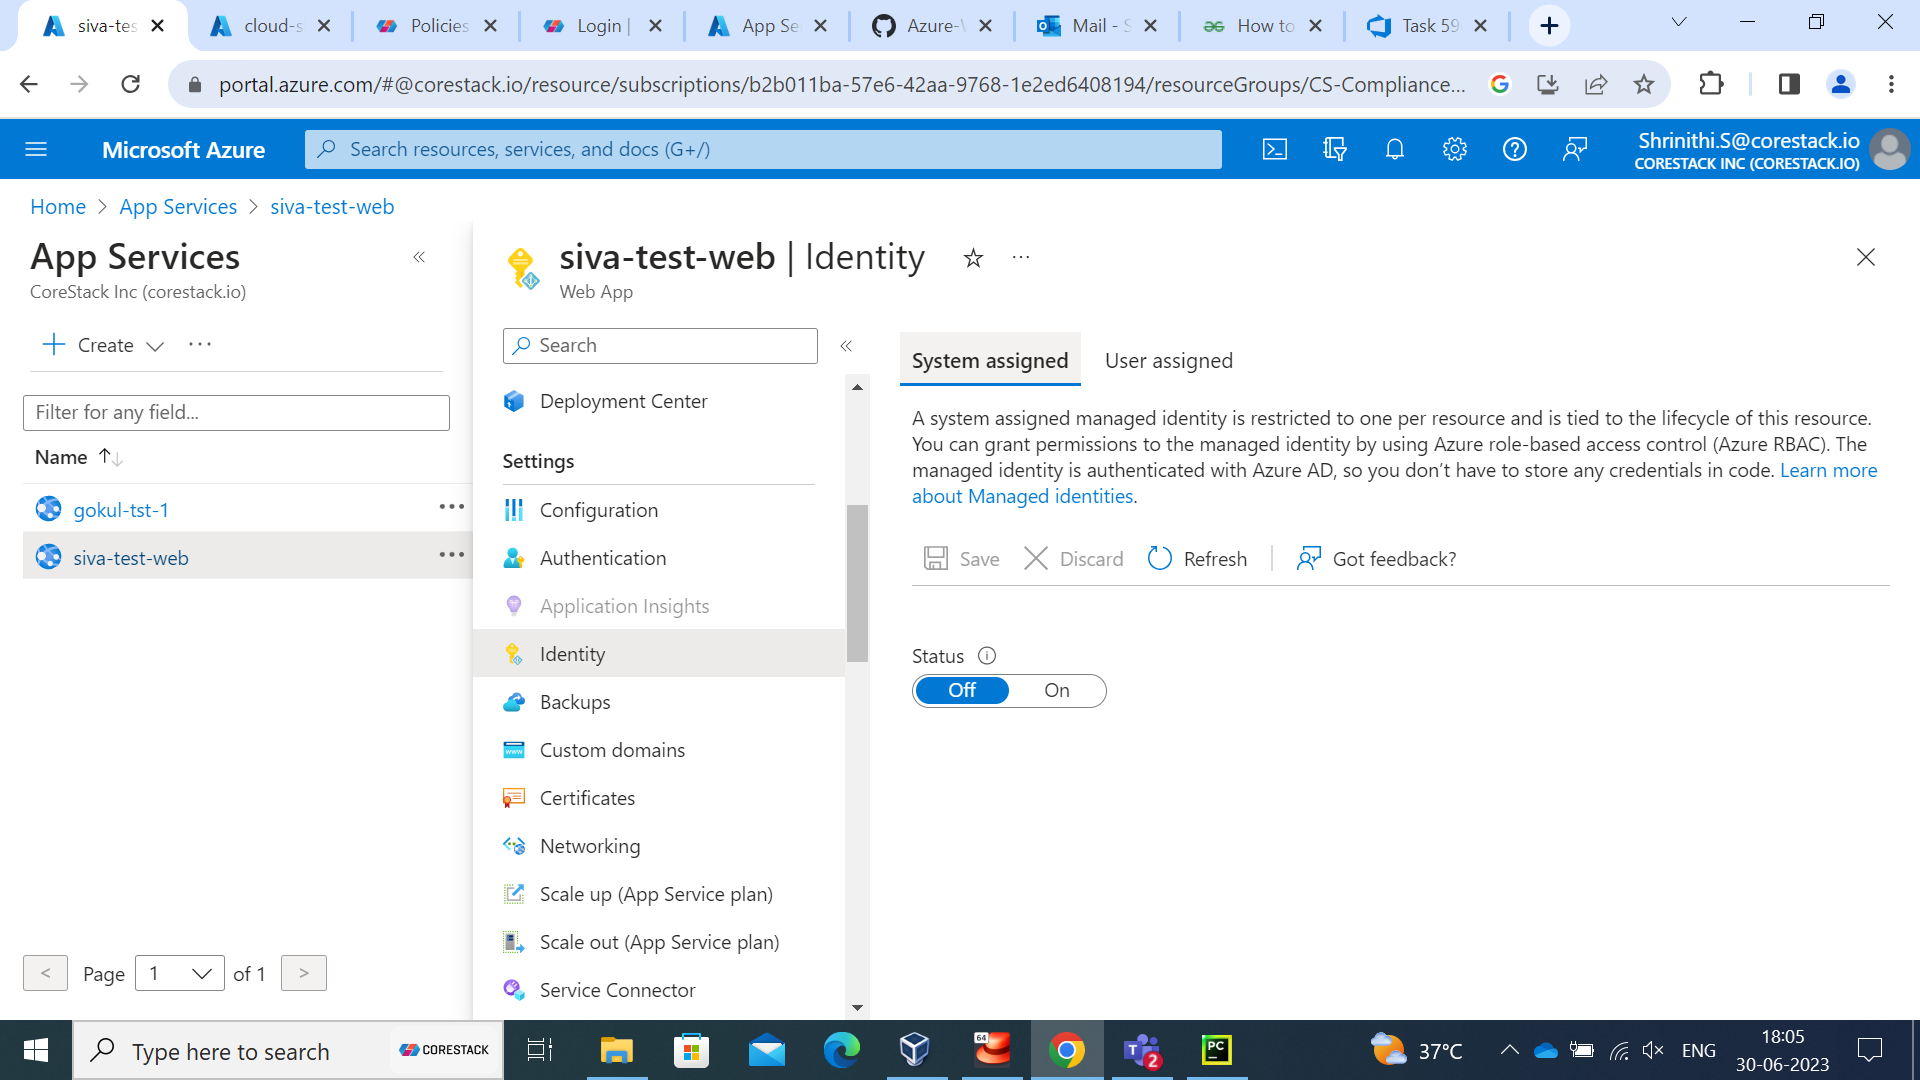 siva-tes
cloud-s
Policies
Login |
App Se
Azure-V
Mail - S
How to
Task 59
portal.azure.com/#@corestack.io/resource/subscriptions/b2b011ba-57e6-42aa-9768-1e2ed6408194/resourceGroups/CS-Compliance...
Microsoft Azure
Search resources, services, and docs (G+/)
Shrinithi.S@corestack.io
CORESTACK INC (CORESTACK.IO)
Home > App Services > siva-test-web
App Services
CoreStack Inc (corestack.io)
Create
Filter for any field...
Name
gokul-tst-1
siva-test-web
< Page 1 of 1 >
siva-test-web | Identity
Web App
Search
Deployment Center
Settings
Configuration
Authentication
Application Insights
Identity
Backups
Custom domains
Certificates
Networking
Scale up (App Service plan)
Scale out (App Service plan)
Service Connector
System assigned
User assigned
A system assigned managed identity is restricted to one per resource and is tied to the lifecycle of this resource.
You can grant permissions to the managed identity by using Azure role-based access control (Azure RBAC). The
managed identity is authenticated with Azure AD, so you don’t have to store any credentials in code. Learn more
about Managed identities.
Save
Discard
Refresh
Got feedback?
Status
Off On
Type here to search
CORESTACK
64
2
PC
37°C
ENG
18:05
30-06-2023